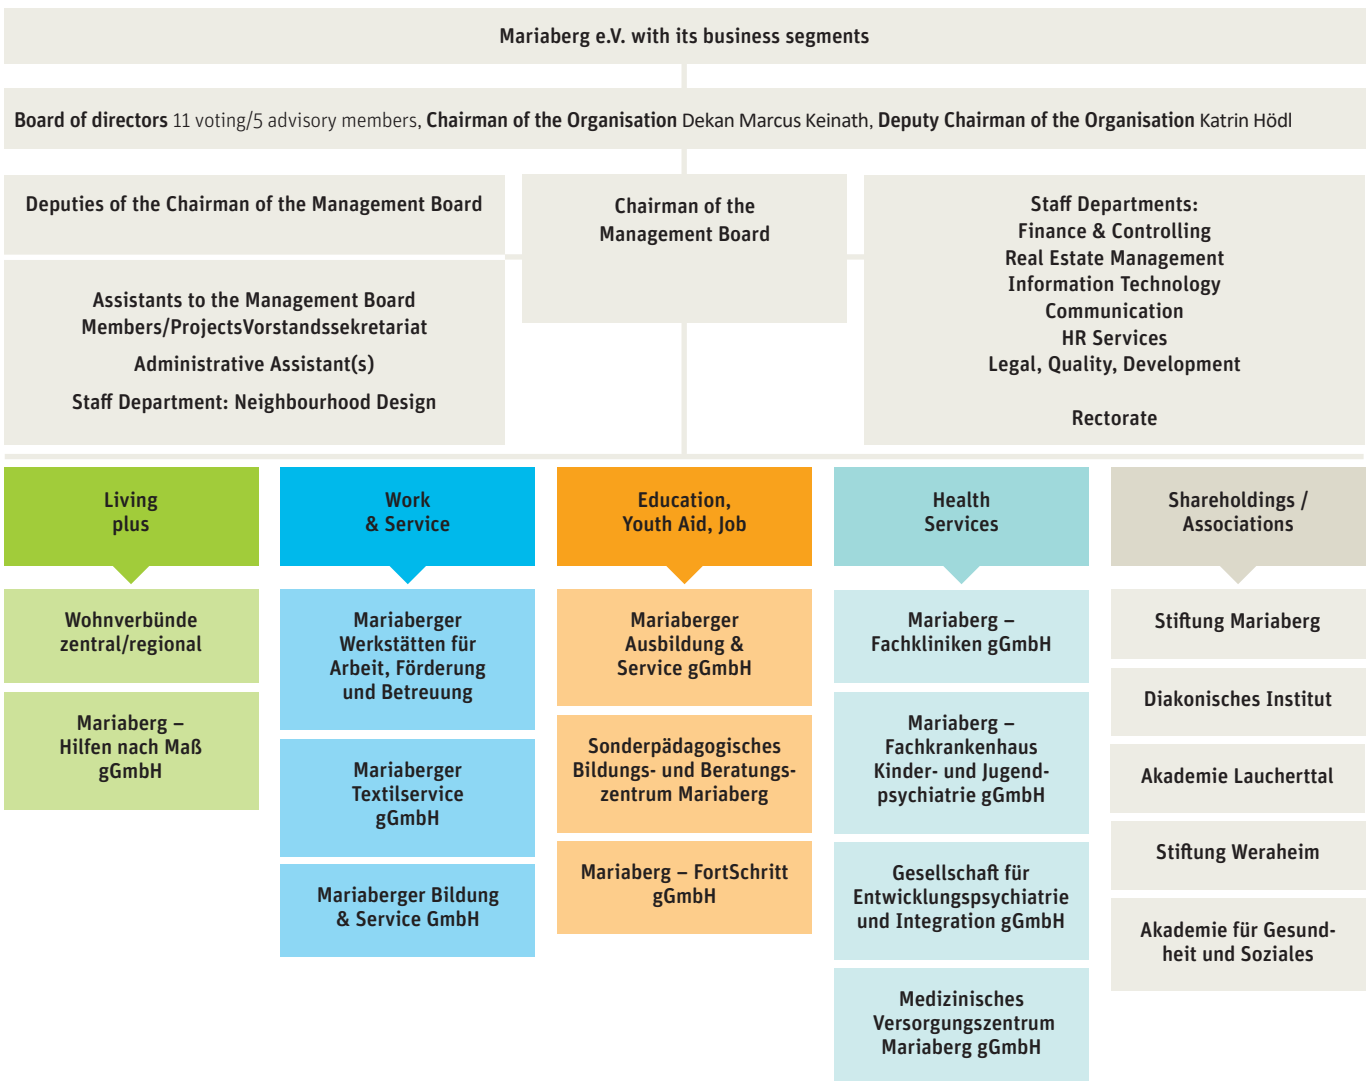 Mariaberg e.V. with its business segments
Board of directors 11 voting/5 advisory members, Chairman of the Organisation Dekan Marcus Keinath, Deputy Chairman of the Organisation Katrin Hödl
Deputies of the Chairman of the Management Board
Assistants to the Management Board
Members/ProjectsVorstandssekretariat
Administrative Assistant(s)
Staff Department: Neighbourhood Design
Chairman of the
Management Board
Staff Departments:
Finance & Controlling
Real Estate Management
Information Technology
Communication
HR Services
Legal, Quality, Development
Rectorate
Living
plus
Wohnverbünde
zentral/regional
Mariaberg –
Hilfen nach Maß
gGmbH
Work
& Service
Mariaberger
Werkstätten für
Arbeit, Förderung
und Betreuung
Mariaberger
Textilservice
gGmbH
Mariaberger Bildung
& Service GmbH
Education,
Youth Aid, Job
Mariaberger
Ausbildung &
Service gGmbH
Sonderpädagogisches
Bildungs- und Beratungs-
zentrum Mariaberg
Mariaberg – FortSchritt
gGmbH
Health
Services
Mariaberg –
Fachkliniken gGmbH
Mariaberg –
Fachkrankenhaus
Kinder- und Jugend-
psychiatrie gGmbH
Gesellschaft für
Entwicklungspsychiatrie
und Integration gGmbH
Medizinisches
Versorgungszentrum
Mariaberg gGmbH
Shareholdings /
Associations
Stiftung Mariaberg
Diakonisches Institut
Akademie Laucherttal
Stiftung Weraheim
Akademie für Gesund-
heit und Soziales